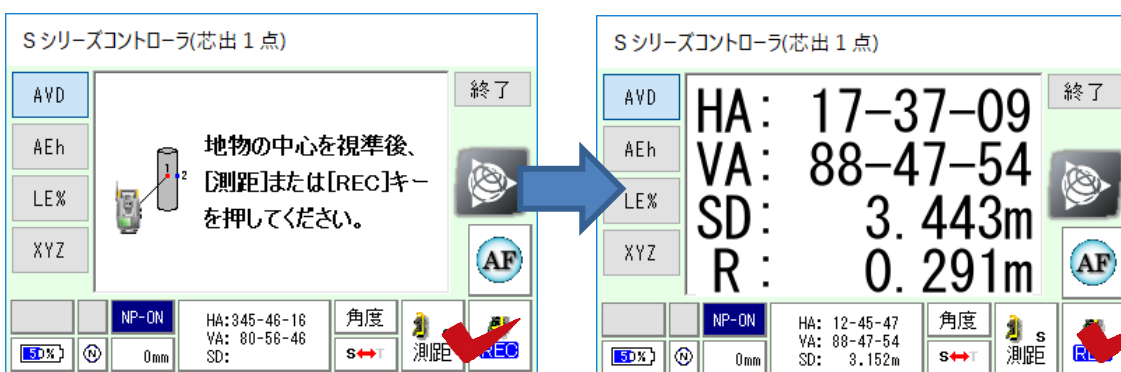 Sシリーズコントローラ(芯出１点)
AVD
終了
AEh
LE%
XYZ
地物の中心を視準後、
[測距]または[REC]キー
を押してください。
1
2
AF
NP-ON
HA:345-46-16
VA: 80-56-46
SD:
角度
測距
REC
50%
N
0mm
S↔T
Sシリーズコントローラ(芯出１点)
AVD
終了
AEh
LE%
XYZ
HA: 17-37-09
VA: 88-47-54
SD: 3.443m
R : 0.291m
AF
NP-ON
HA: 12-45-47
VA: 88-47-54
SD: 3.152m
角度
S
測距
50%
N
0mm
S↔T